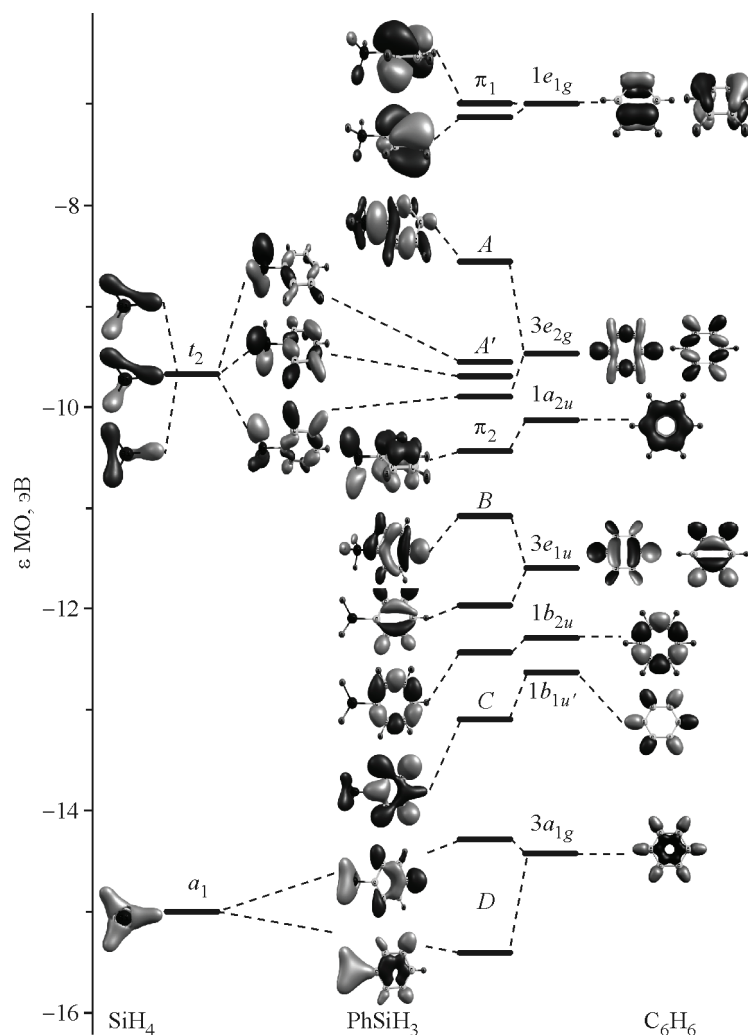 π₁ 1e₁g
−8
A
t₂ A′ 3e₂g
−10
1a₂u
π₂
ε МО, эВ
B
3e₁u
−12
1b₂u
C 1b₁u′
−14
3a₁g
a₁
D
−16
SiH₄ PhSiH₃ C₆H₆